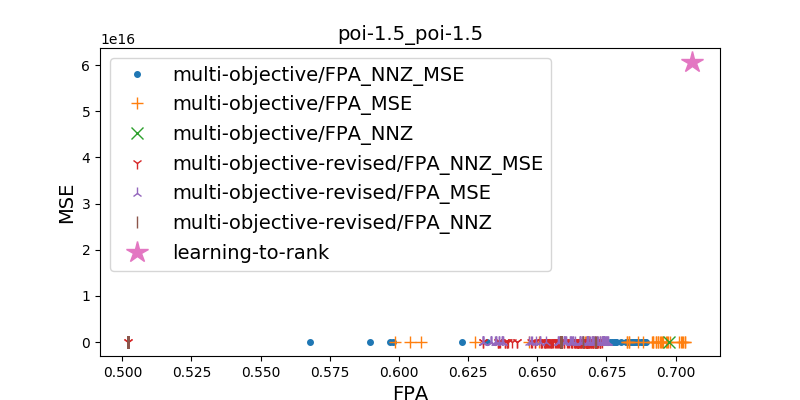 poi-1.5_poi-1.5
1e16
6
5
4
3
2
1
0
MSE
multi-objective/FPA_NNZ_MSE
multi-objective/FPA_MSE
multi-objective/FPA_NNZ
multi-objective-revised/FPA_NNZ_MSE
multi-objective-revised/FPA_MSE
multi-objective-revised/FPA_NNZ
learning-to-rank
0.500 0.525 0.550 0.575 0.600 0.625 0.650 0.675 0.700
FPA